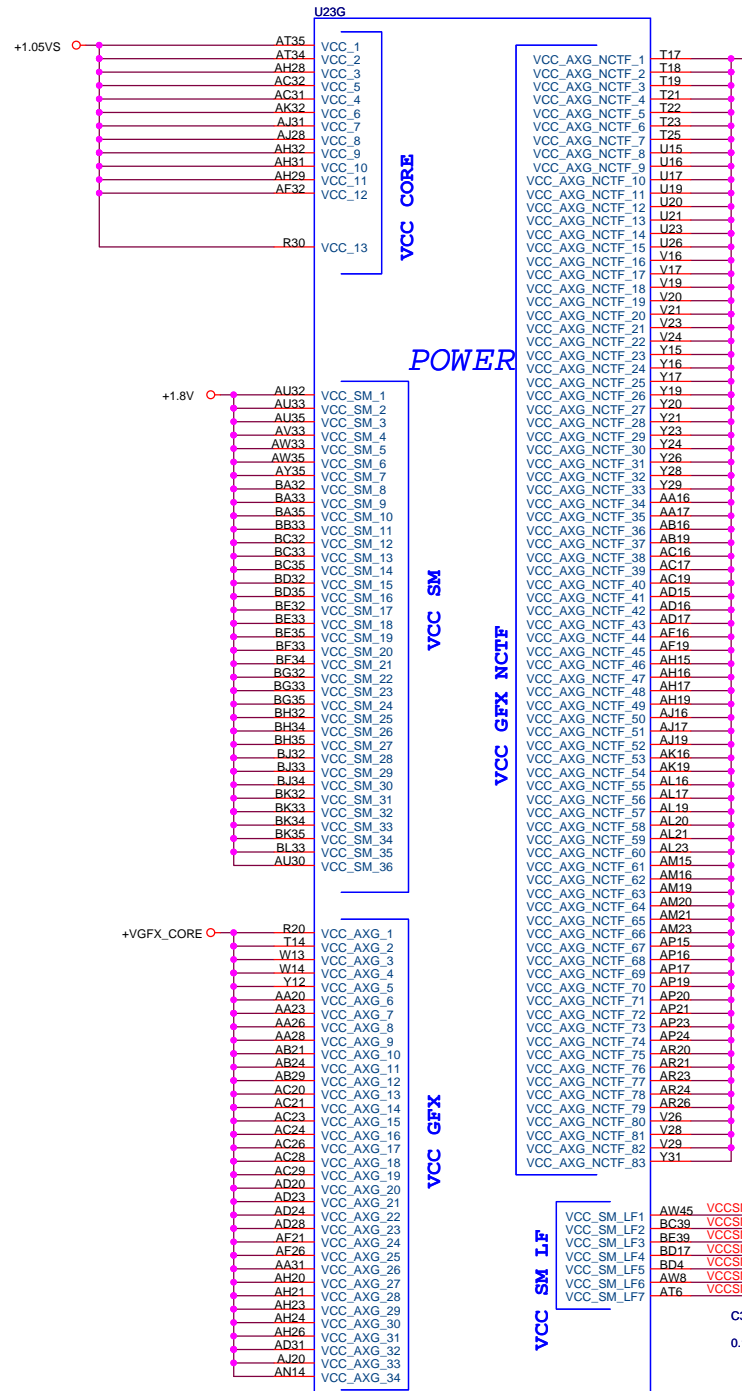 U23G
+1.05VS
AT35 VCC_1
AT34 VCC_2
AH28 VCC_3
AC32 VCC_5
AC31 VCC_4
AK32 VCC_6
AJ31 VCC_7
AJ28 VCC_8
AH32 VCC_9
AH31 VCC_10
AH29 VCC_11
AF32 VCC_12
R30 VCC_13
VCC CORE
POWER
+1.8V
AU32 VCC_SM_1
AU33 VCC_SM_2
AU35 VCC_SM_3
AV33 VCC_SM_4
AW33 VCC_SM_5
AW35 VCC_SM_6
AY35 VCC_SM_7
BA32 VCC_SM_8
BA33 VCC_SM_9
BA35 VCC_SM_10
BB33 VCC_SM_11
BC32 VCC_SM_12
BC33 VCC_SM_13
BC35 VCC_SM_14
BD32 VCC_SM_15
BD35 VCC_SM_16
BE32 VCC_SM_17
BE33 VCC_SM_18
BE35 VCC_SM_19
BF33 VCC_SM_20
BF34 VCC_SM_21
BG32 VCC_SM_22
BG33 VCC_SM_23
BG35 VCC_SM_24
BH32 VCC_SM_25
BH34 VCC_SM_26
BH35 VCC_SM_27
BJ32 VCC_SM_28
BJ33 VCC_SM_29
BJ34 VCC_SM_30
BK32 VCC_SM_31
BK33 VCC_SM_32
BK34 VCC_SM_33
BK35 VCC_SM_34
BL33 VCC_SM_35
AU30 VCC_SM_36
VCC SM
+VGFX_CORE
R20 VCC_AXG_1
T14 VCC_AXG_2
W13 VCC_AXG_3
W14 VCC_AXG_4
Y12 VCC_AXG_5
AA20 VCC_AXG_6
AA23 VCC_AXG_7
AA26 VCC_AXG_8
AA28 VCC_AXG_9
AB21 VCC_AXG_10
AB24 VCC_AXG_11
AB29 VCC_AXG_12
AC20 VCC_AXG_13
AC21 VCC_AXG_14
AC23 VCC_AXG_15
AC24 VCC_AXG_16
AC26 VCC_AXG_17
AC28 VCC_AXG_18
AC29 VCC_AXG_19
AD20 VCC_AXG_20
AD23 VCC_AXG_21
AD24 VCC_AXG_22
AD28 VCC_AXG_23
AF21 VCC_AXG_24
AF26 VCC_AXG_25
AA31 VCC_AXG_26
AH20 VCC_AXG_27
AH21 VCC_AXG_28
AH23 VCC_AXG_29
AH24 VCC_AXG_30
AH26 VCC_AXG_31
AD31 VCC_AXG_32
AJ20 VCC_AXG_33
AN14 VCC_AXG_34
VCC GFX
VCC_AXG_NCTF_1 T17
VCC_AXG_NCTF_2 T18
VCC_AXG_NCTF_3 T19
VCC_AXG_NCTF_4 T21
VCC_AXG_NCTF_5 T22
VCC_AXG_NCTF_6 T23
VCC_AXG_NCTF_7 T25
VCC_AXG_NCTF_8 U15
VCC_AXG_NCTF_9 U16
VCC_AXG_NCTF_10 U17
VCC_AXG_NCTF_11 U19
VCC_AXG_NCTF_12 U20
VCC_AXG_NCTF_13 U21
VCC_AXG_NCTF_14 U23
VCC_AXG_NCTF_15 U26
VCC_AXG_NCTF_16 V16
VCC_AXG_NCTF_17 V17
VCC_AXG_NCTF_18 V19
VCC_AXG_NCTF_19 V20
VCC_AXG_NCTF_20 V21
VCC_AXG_NCTF_21 V23
VCC_AXG_NCTF_22 V24
VCC_AXG_NCTF_23 Y15
VCC_AXG_NCTF_24 Y16
VCC_AXG_NCTF_25 Y17
VCC_AXG_NCTF_26 Y19
VCC_AXG_NCTF_27 Y20
VCC_AXG_NCTF_28 Y21
VCC_AXG_NCTF_29 Y23
VCC_AXG_NCTF_30 Y24
VCC_AXG_NCTF_31 Y26
VCC_AXG_NCTF_32 Y28
VCC_AXG_NCTF_33 Y29
VCC_AXG_NCTF_34 AA16
VCC_AXG_NCTF_35 AA17
VCC_AXG_NCTF_36 AB16
VCC_AXG_NCTF_37 AB19
VCC_AXG_NCTF_38 AC16
VCC_AXG_NCTF_39 AC17
VCC_AXG_NCTF_40 AC19
VCC_AXG_NCTF_41 AD15
VCC_AXG_NCTF_42 AD16
VCC_AXG_NCTF_43 AD17
VCC_AXG_NCTF_44 AF16
VCC_AXG_NCTF_45 AF19
VCC_AXG_NCTF_46 AH15
VCC_AXG_NCTF_47 AH16
VCC_AXG_NCTF_48 AH17
VCC_AXG_NCTF_49 AH19
VCC_AXG_NCTF_50 AJ16
VCC_AXG_NCTF_51 AJ17
VCC_AXG_NCTF_52 AJ19
VCC_AXG_NCTF_53 AK16
VCC_AXG_NCTF_54 AK19
VCC_AXG_NCTF_55 AL16
VCC_AXG_NCTF_56 AL17
VCC_AXG_NCTF_57 AL19
VCC_AXG_NCTF_58 AL20
VCC_AXG_NCTF_59 AL21
VCC_AXG_NCTF_60 AL23
VCC_AXG_NCTF_61 AM15
VCC_AXG_NCTF_62 AM16
VCC_AXG_NCTF_63 AM19
VCC_AXG_NCTF_64 AM20
VCC_AXG_NCTF_65 AM21
VCC_AXG_NCTF_66 AM23
VCC_AXG_NCTF_67 AP15
VCC_AXG_NCTF_68 AP16
VCC_AXG_NCTF_69 AP17
VCC_AXG_NCTF_70 AP19
VCC_AXG_NCTF_71 AP20
VCC_AXG_NCTF_72 AP21
VCC_AXG_NCTF_73 AP23
VCC_AXG_NCTF_74 AP24
VCC_AXG_NCTF_75 AR20
VCC_AXG_NCTF_76 AR21
VCC_AXG_NCTF_77 AR23
VCC_AXG_NCTF_78 AR24
VCC_AXG_NCTF_79 AR26
VCC_AXG_NCTF_80 V26
VCC_AXG_NCTF_81 V28
VCC_AXG_NCTF_82 V29
VCC_AXG_NCTF_83 Y31
VCC GFX NCTF
VCC_SM_LF1 AW45
VCC_SM_LF2 BC39
VCC_SM_LF3 BE39
VCC_SM_LF4 BD17
VCC_SM_LF5 BD4
VCC_SM_LF6 AW8
VCC_SM_LF7 AT6
VCC SM LF